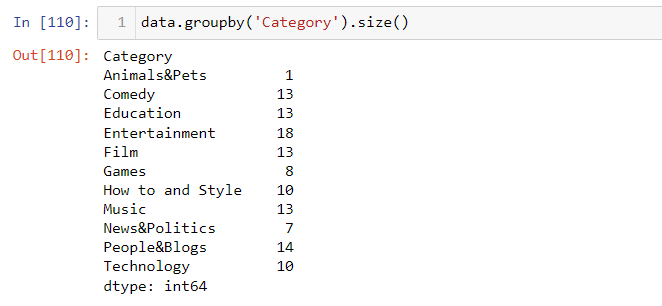 In [110]: 1 data.groupby('Category').size()
Out[110]: Category
Animals&Pets 1
Comedy 13
Education 13
Entertainment 18
Film 13
Games 8
How to and Style 10
Music 13
News&Politics 7
People&Blogs 14
Technology 10
dtype: int64